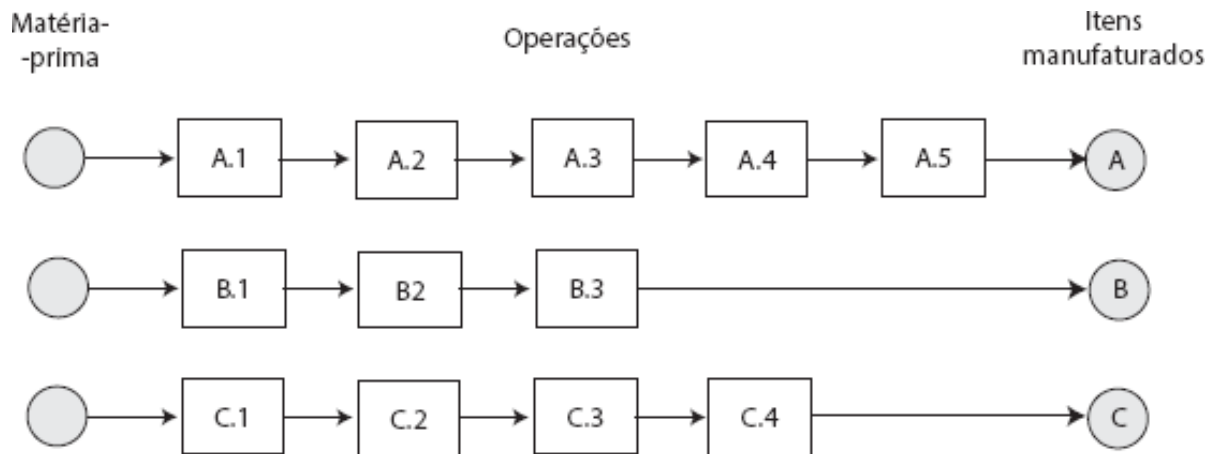 Matéria-
-prima
Operações
Itens
manufaturados
A.1
A.2
A.3
A.4
A.5
A
B.1
B2
B.3
B
C.1
C.2
C.3
C.4
C